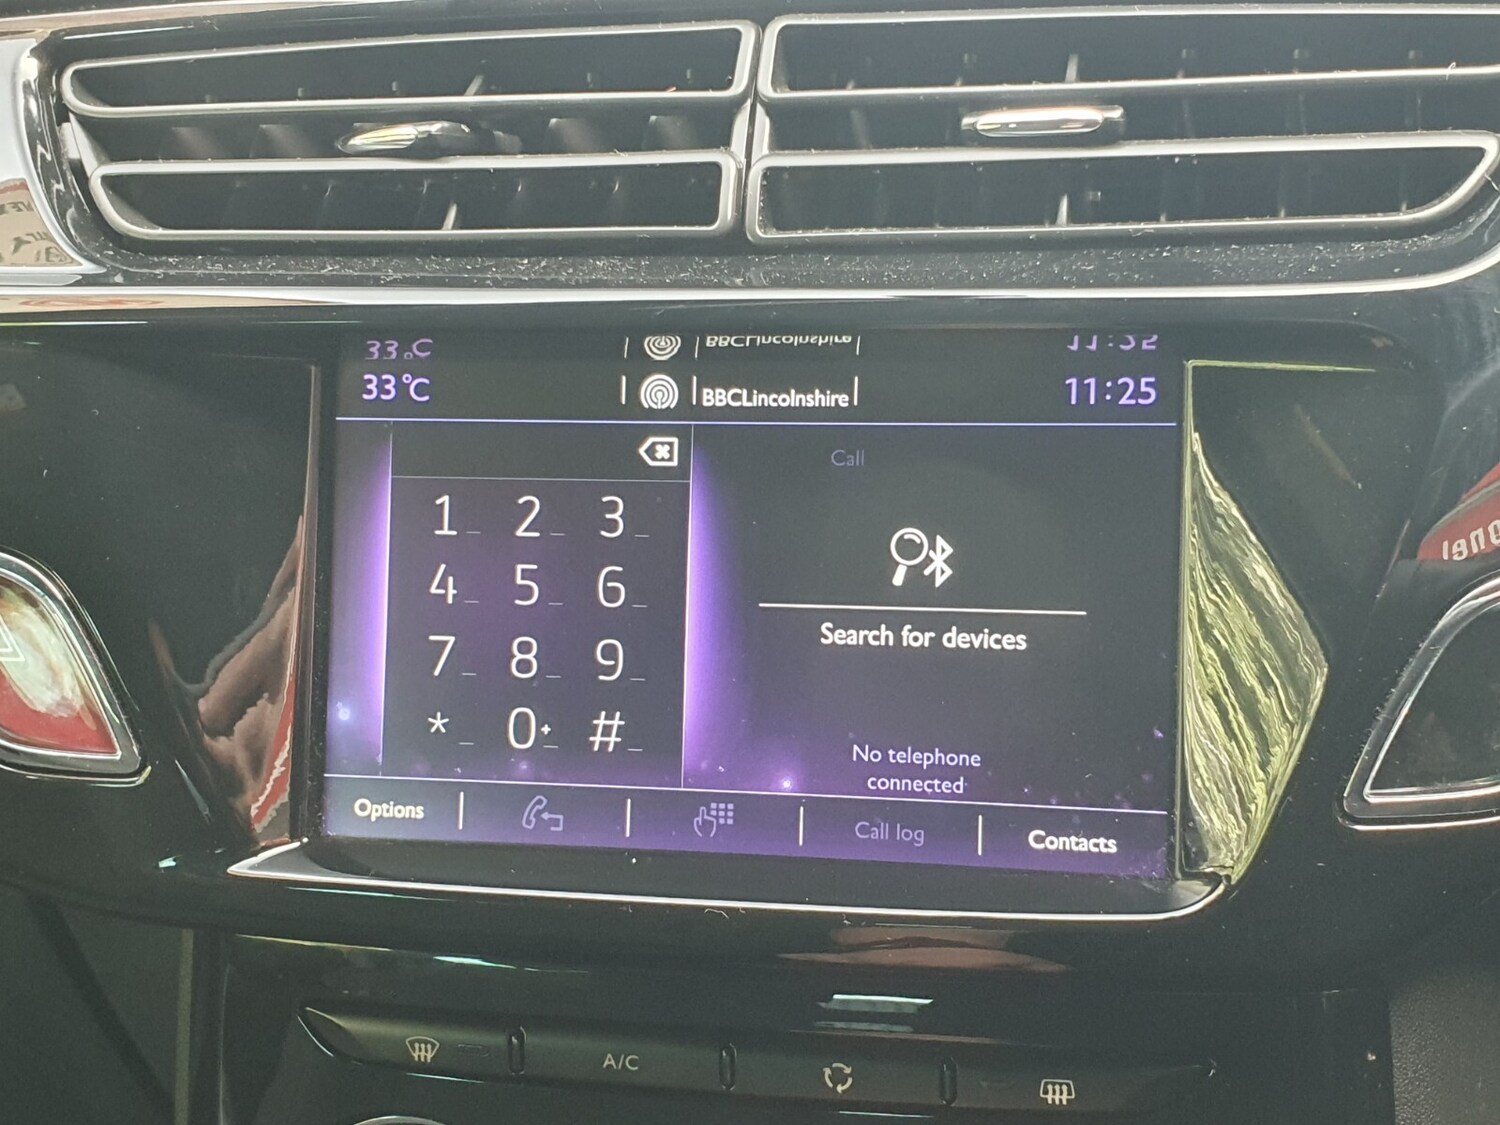 33°C BBCLincolnshire 11:25
Call
1 2 3
4 5 6
7 8 9
* 0+ #
Search for devices
No telephone
connected
Options Call log Contacts
A/C